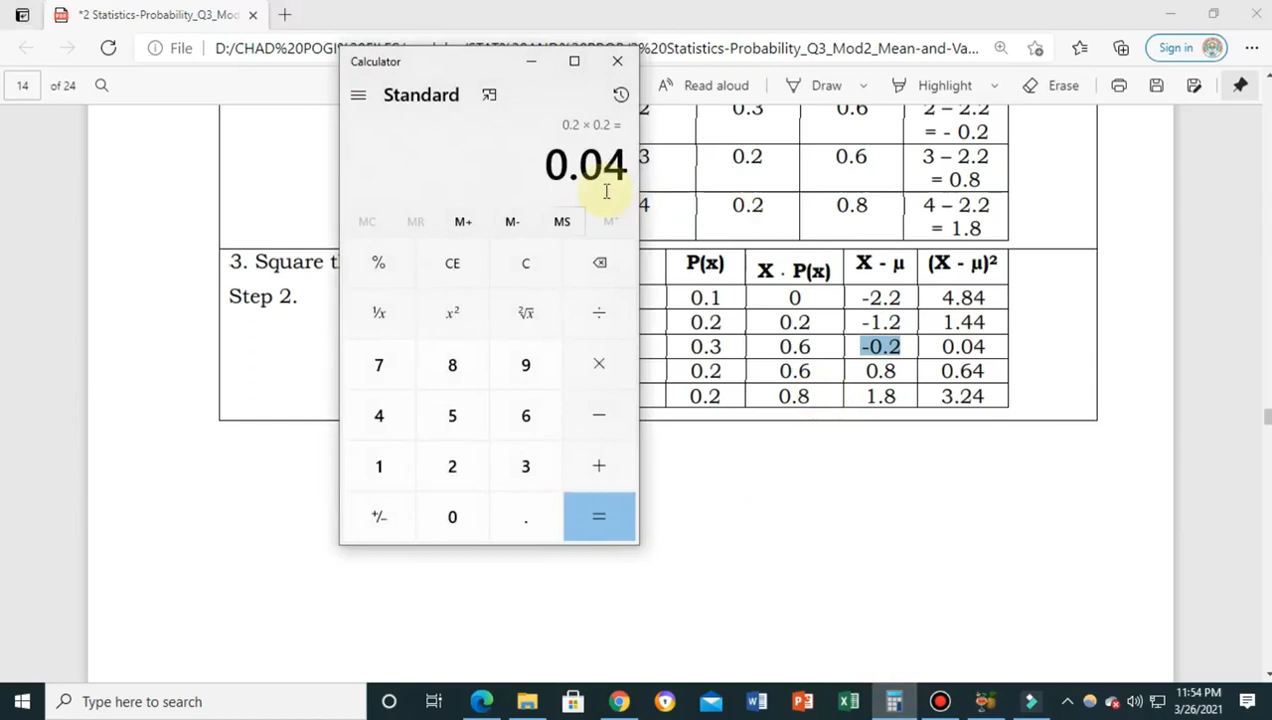 *2 Statistics-Probability_Q3_Mod
File D:/CHAD%20POGI%20FILES/ %20Statistics-Probability_Q3_Mod2_Mean-and-Va... Sign in
14 of 24 Read aloud Draw Highlight Erase
Calculator
Standard
0.2 × 0.2 =
0.04
MC MR M+ M- MS M˅
% CE C
¹/x x² ²√x ÷
7 8 9 ×
4 5 6 −
1 2 3 +
+/− 0 . =
2 0.3 0.6 2 – 2.2
= - 0.2
3 0.2 0.6 3 – 2.2
= 0.8
4 0.2 0.8 4 – 2.2
= 1.8
3. Square t
Step 2.
P(x) X · P(x) X - μ (X - μ)²
0.1 0 -2.2 4.84
0.2 0.2 -1.2 1.44
0.3 0.6 -0.2 0.04
0.2 0.6 0.8 0.64
0.2 0.8 1.8 3.24
Type here to search
11:54 PM
3/26/2021